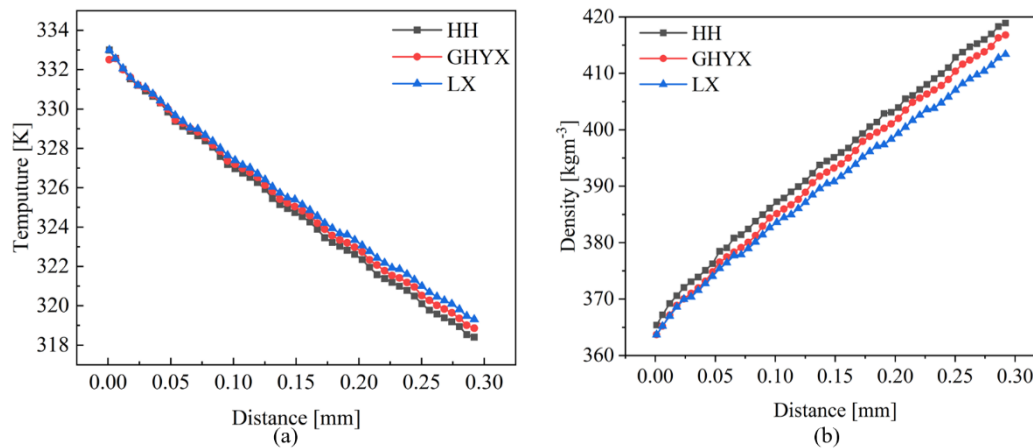 334
332
330
328
326
324
322
320
318
Temputure [K]
HH
GHYX
LX
0.00 0.05 0.10 0.15 0.20 0.25 0.30
Distance [mm]
(a)
420
410
400
390
380
370
360
Density [kgm-3]
HH
GHYX
LX
0.00 0.05 0.10 0.15 0.20 0.25 0.30
Distance [mm]
(b)